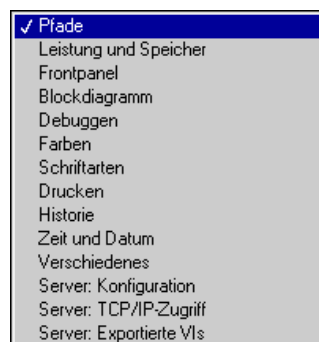 ✓ Pfade
Leistung und Speicher
Frontpanel
Blockdiagramm
Debuggen
Farben
Schriftarten
Drucken
Historie
Zeit und Datum
Verschiedenes
Server: Konfiguration
Server: TCP/IP-Zugriff
Server: Exportierte VIs